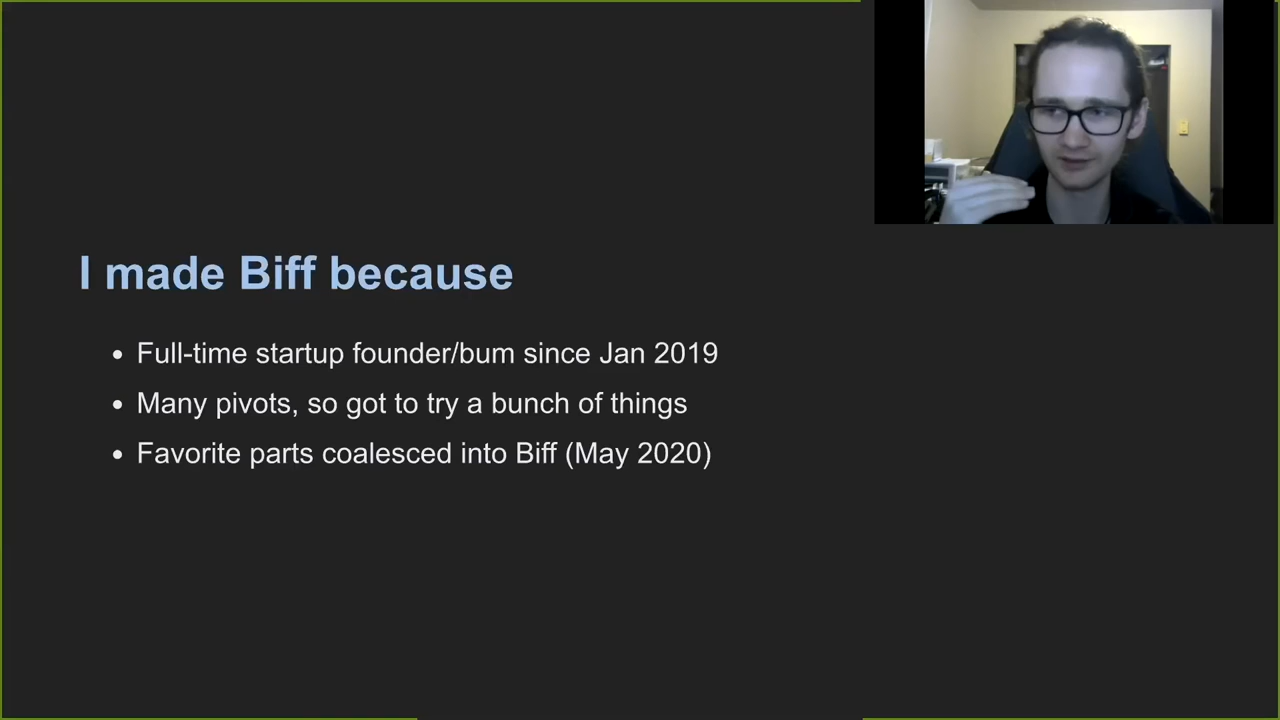 I made Biff because
Full-time startup founder/bum since Jan 2019
Many pivots, so got to try a bunch of things
Favorite parts coalesced into Biff (May 2020)